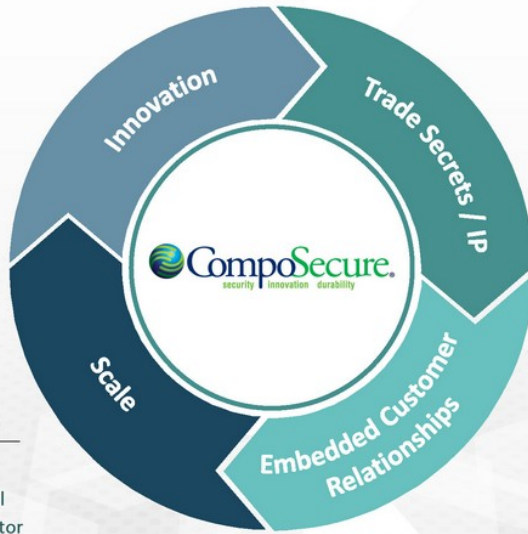 Innovation
Trade Secrets / IP
CompoSecure®
security | innovation | durability
Scale
Embedded Customer
Relationships